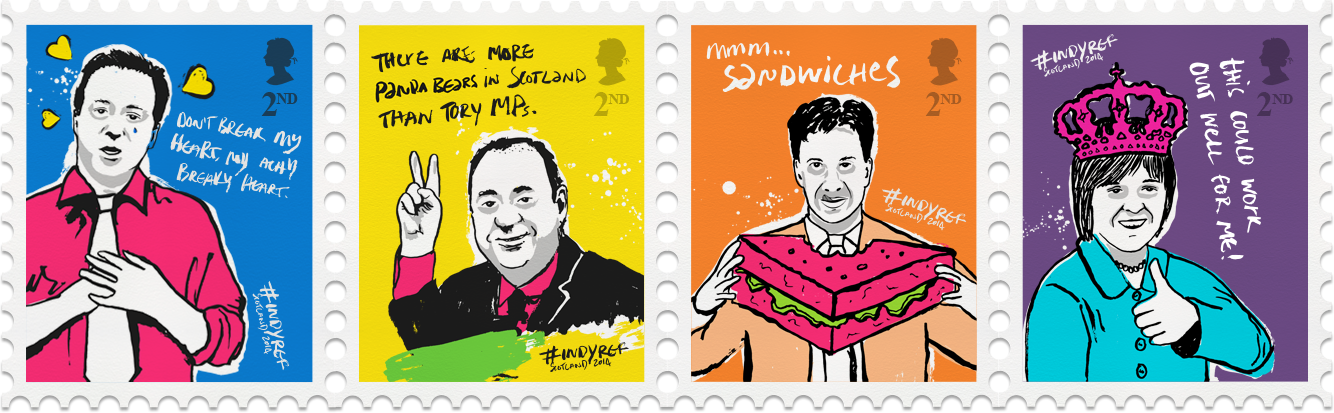 2ND
DON'T BREAK MY
HEART, MY ACHY
BREAKY HEART.
#INDYREF
SCOTLAND 2014
THERE ARE MORE
PANDA BEARS IN SCOTLAND
THAN TORY MPs.
2ND
#INDYREF
SCOTLAND 2014
mmm...
SANDWICHES
2ND
#INDYREF
SCOTLAND 2014
#INDYREF
SCOTLAND 2014
2ND
THIS COULD WORK
OUT WELL FOR ME!